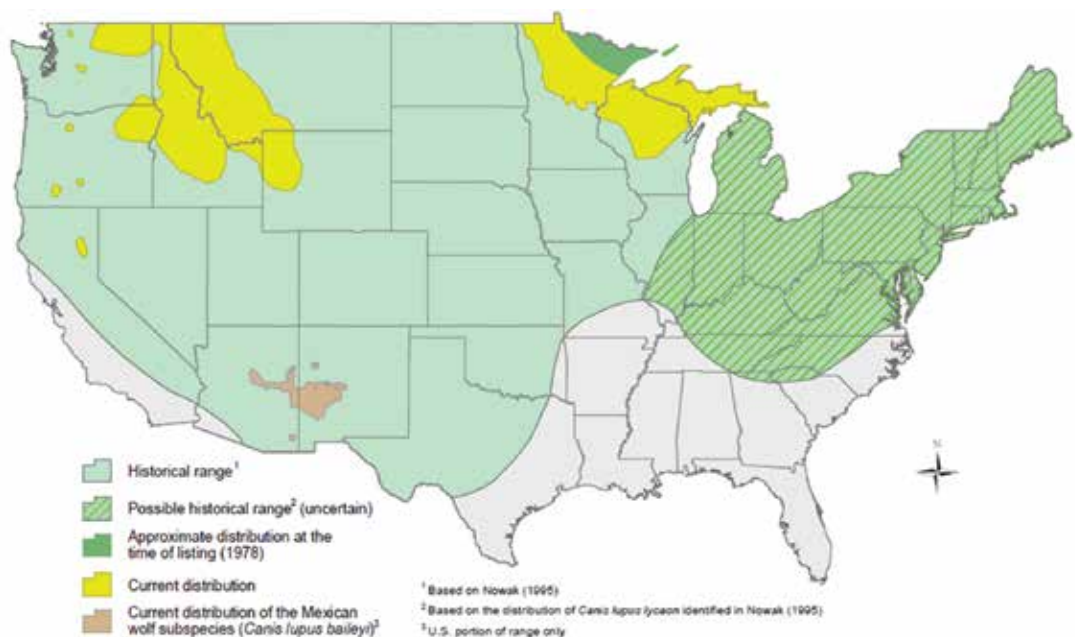 N
Historical range¹
Possible historical range² (uncertain)
Approximate distribution at the
time of listing (1978)
Current distribution
Current distribution of the Mexican
wolf subspecies (Canis lupus baileyi)³
¹ Based on Nowak (1995)
² Based on the distribution of Canis lupus lycaon identified in Nowak (1995)
³ U.S. portion of range only